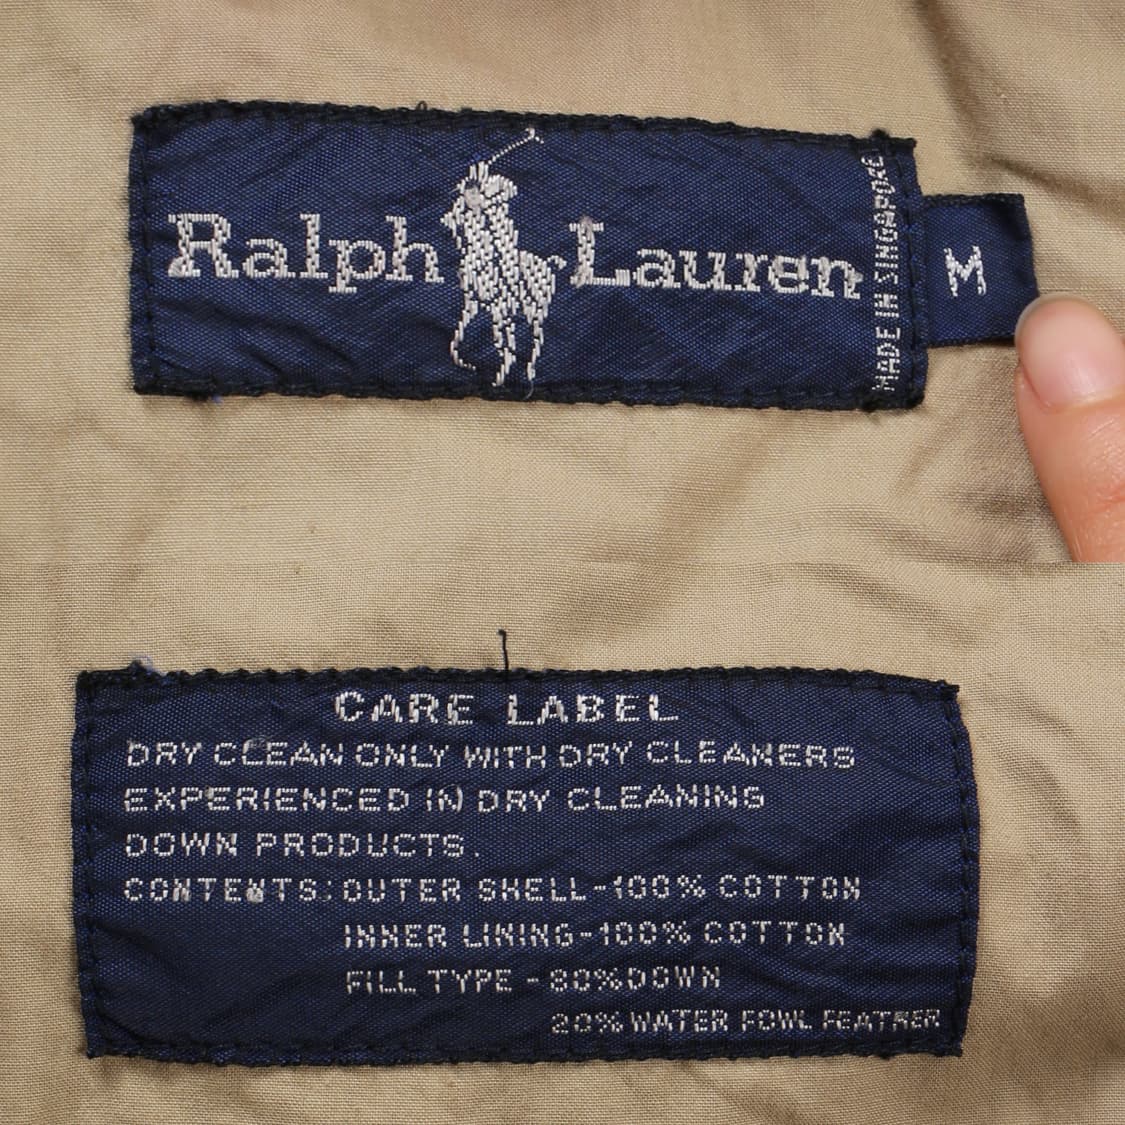 Ralph Lauren
MADE IN SINGAPORE
M
CARE LABEL
DRY CLEAN ONLY WITH DRY CLEANERS
EXPERIENCED IN DRY CLEANING
DOWN PRODUCTS.
CONTENTS: OUTER SHELL-100% COTTON
INNER LINING-100% COTTON
FILL TYPE - 80% DOWN
20% WATER FOWL FEATHER